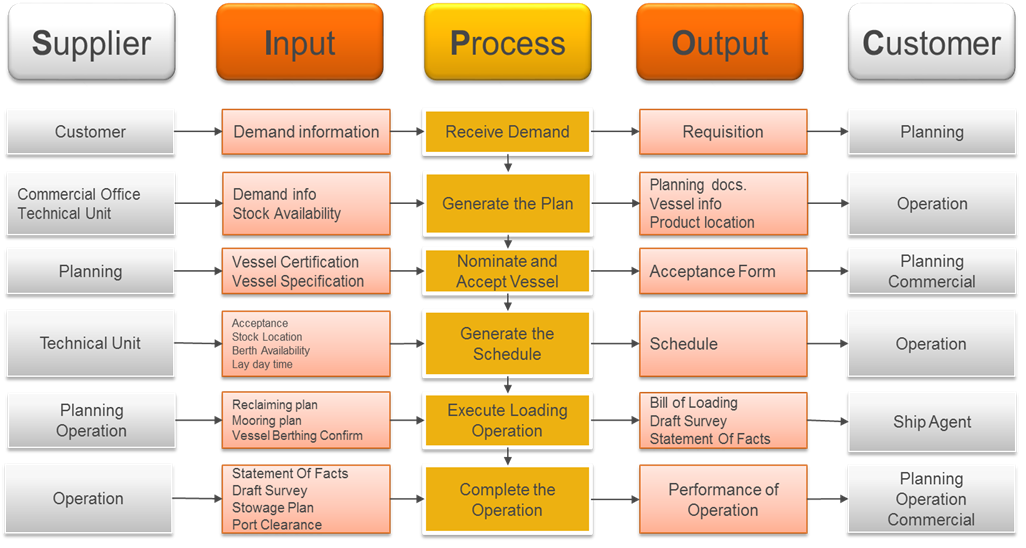 Supplier
Input
Process
Output
Customer
Customer
Demand information
Receive Demand
Requisition
Planning
Commercial Office
Technical Unit
Demand info
Stock Availability
Generate the Plan
Planning docs.
Vessel info
Product location
Operation
Planning
Vessel Certification
Vessel Specification
Nominate and
Accept Vessel
Acceptance Form
Planning
Commercial
Technical Unit
Acceptance
Stock Location
Berth Availability
Lay day time
Generate the
Schedule
Schedule
Operation
Planning
Operation
Reclaiming plan
Mooring plan
Vessel Berthing Confirm
Execute Loading
Operation
Bill of Loading
Draft Survey
Statement Of Facts
Ship Agent
Operation
Statement Of Facts
Draft Survey
Stowage Plan
Port Clearance
Complete the
Operation
Performance of
Operation
Planning
Operation
Commercial